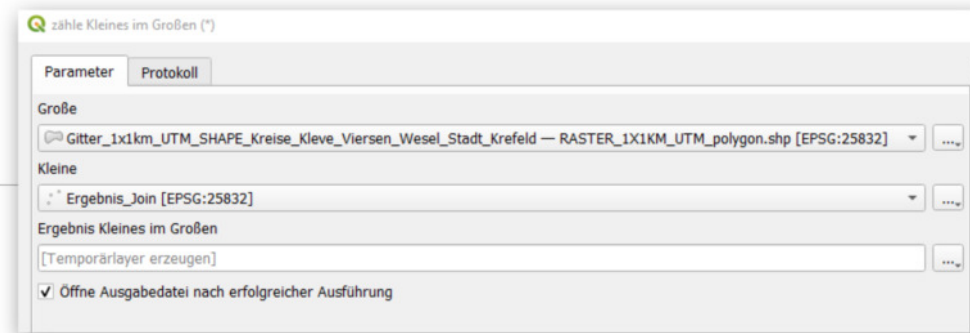 zähle Kleines im Großen (*)
Parameter Protokoll
Große
Gitter_1x1km_UTM_SHAPE_Kreise_Kleve_Viersen_Wesel_Stadt_Krefeld — RASTER_1X1KM_UTM_polygon.shp [EPSG:25832] ...
Kleine
Ergebnis_Join [EPSG:25832] ...
Ergebnis Kleines im Großen
[Temporärlayer erzeugen] ...
Öffne Ausgabedatei nach erfolgreicher Ausführung